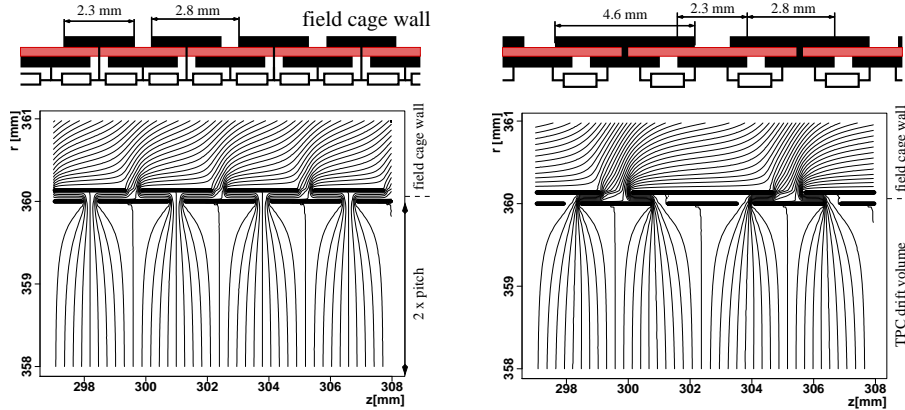 2.3 mm
2.8 mm
field cage wall
361
r [mm]
360
359
358
298
300
302
304
306
308
z[mm]
field cage wall
2 x pitch
4.6 mm
2.3 mm
2.8 mm
361
r [mm]
360
359
358
298
300
302
304
306
308
z[mm]
field cage wall
TPC drift volume